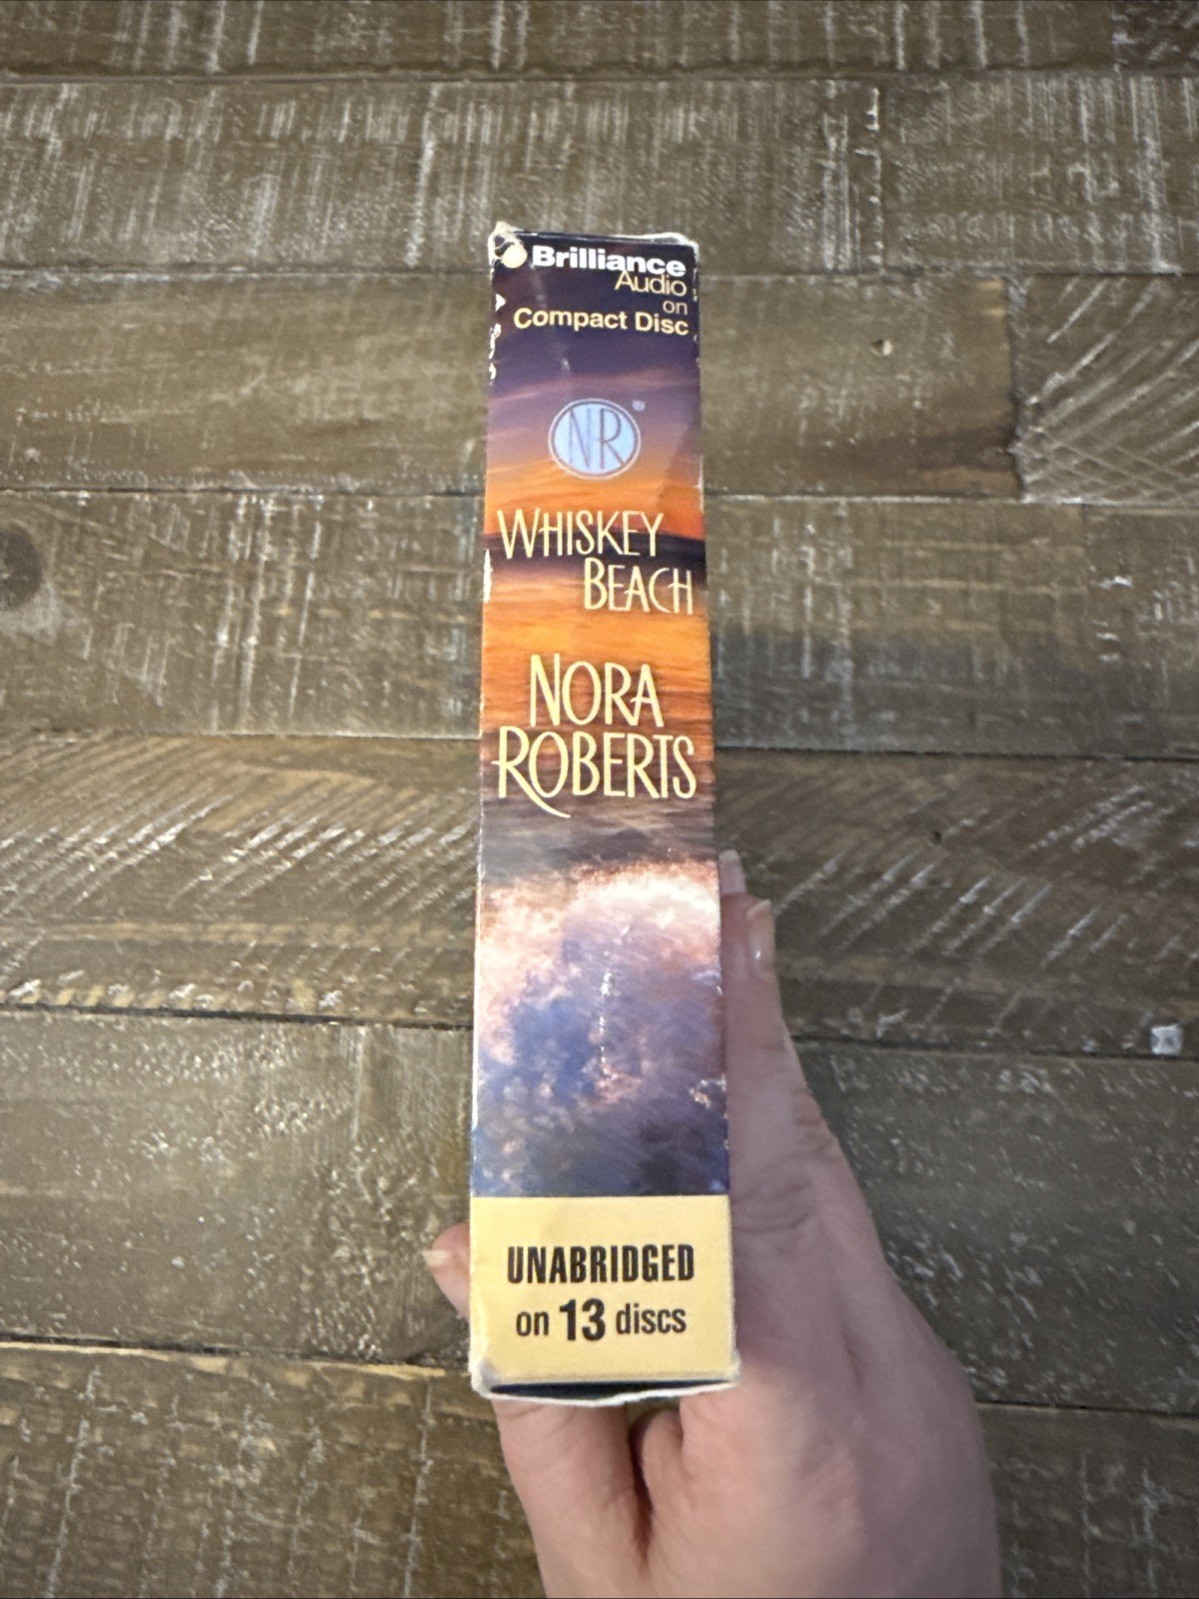 Brilliance
Audio
on
Compact Disc
NR®
WHISKEY
BEACH
NORA
ROBERTS
UNABRIDGED
on 13 discs